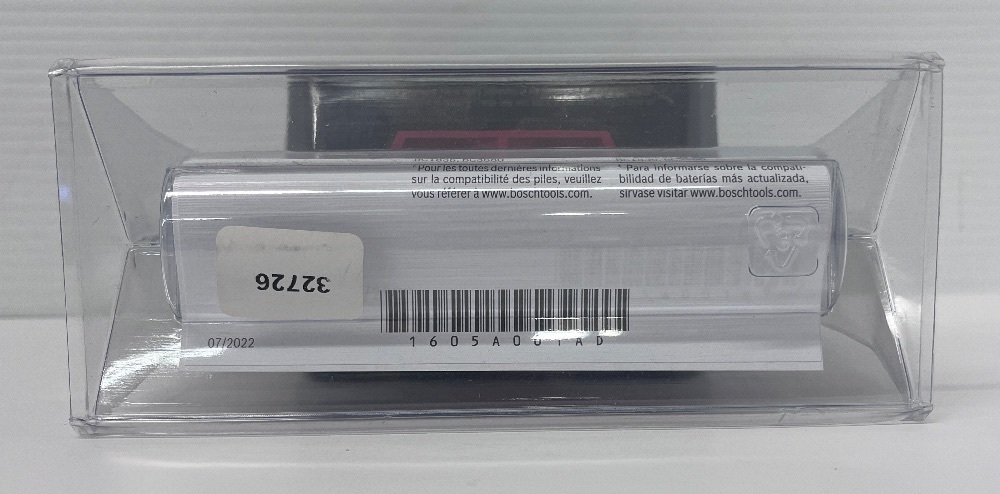 *Pour les toutes dernières informations
sur la compatibilité des piles, veuillez
vous référer à www.boschtools.com.
* Para informarse sobre la compati-
bilidad de baterías más actualizada,
sírvase visitar www.boschtools.com.
32726
07/2022